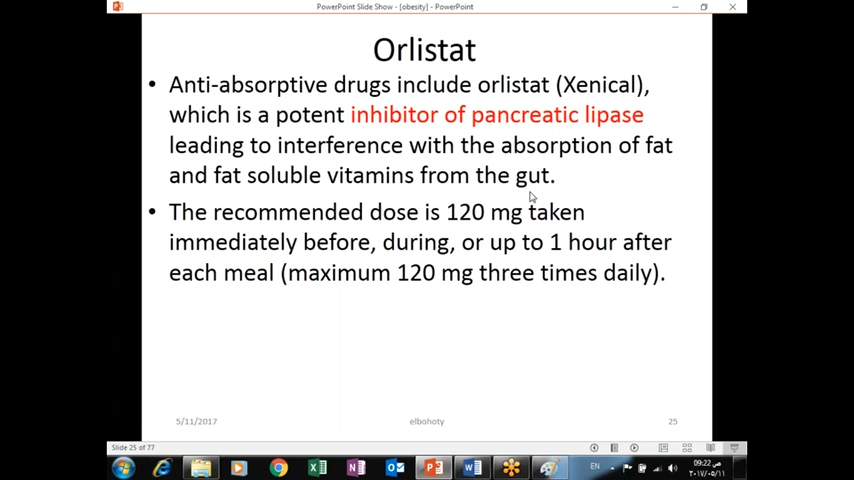 PowerPoint Slide Show - [obesity] - PowerPoint
Orlistat
• Anti-absorptive drugs include orlistat (Xenical),
which is a potent inhibitor of pancreatic lipase
leading to interference with the absorption of fat
and fat soluble vitamins from the gut.
• The recommended dose is 120 mg taken
immediately before, during, or up to 1 hour after
each meal (maximum 120 mg three times daily).
5/11/2017 elbohoty 25
Slide 25 of 77
EN
09:22 ص
٢٠١٧/٠٥/١١